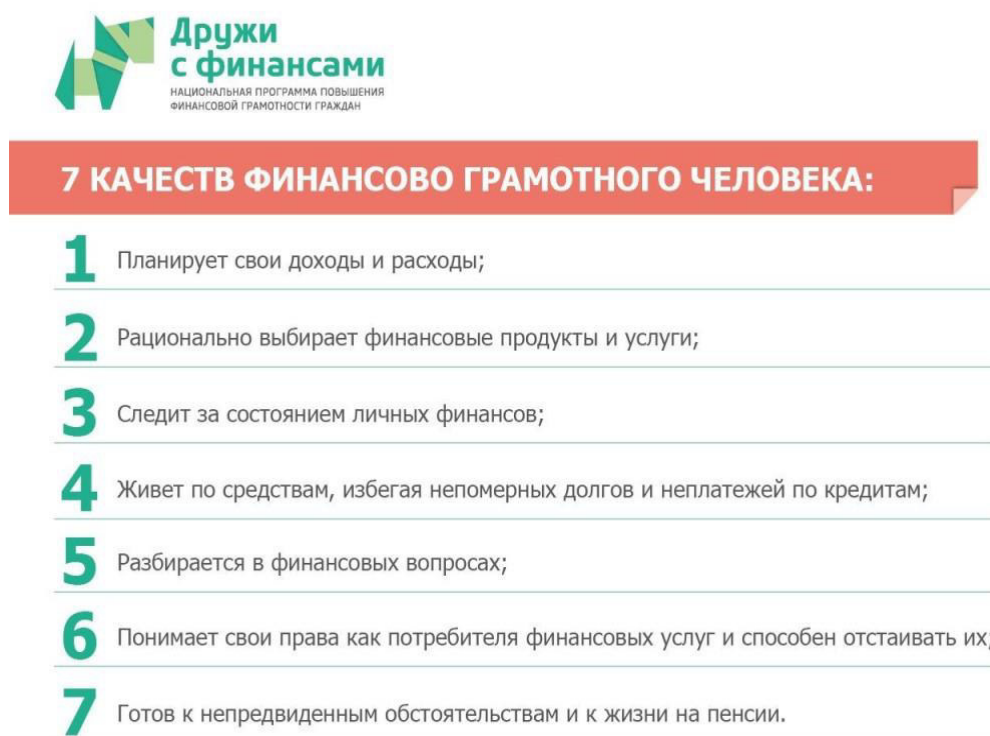 Дружи
с финансами
НАЦИОНАЛЬНАЯ ПРОГРАММА ПОВЫШЕНИЯ
ФИНАНСОВОЙ ГРАМОТНОСТИ ГРАЖДАН
7 КАЧЕСТВ ФИНАНСОВО ГРАМОТНОГО ЧЕЛОВЕКА:
1 Планирует свои доходы и расходы;
2 Рационально выбирает финансовые продукты и услуги;
3 Следит за состоянием личных финансов;
4 Живет по средствам, избегая непомерных долгов и неплатежей по кредитам;
5 Разбирается в финансовых вопросах;
6 Понимает свои права как потребителя финансовых услуг и способен отстаивать их;
7 Готов к непредвиденным обстоятельствам и к жизни на пенсии.